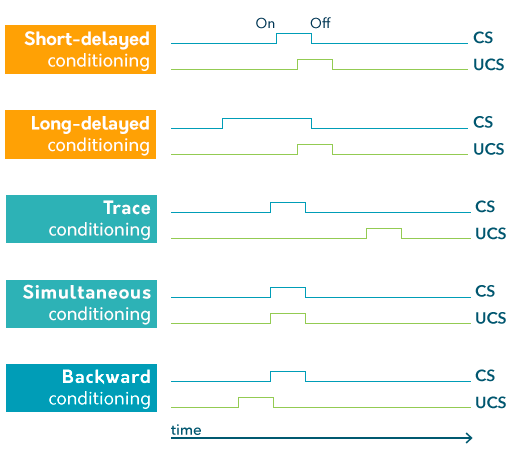 On Off
Short-delayed
conditioning
CS
UCS
Long-delayed
conditioning
CS
UCS
Trace
conditioning
CS
UCS
Simultaneous
conditioning
CS
UCS
Backward
conditioning
CS
UCS
time